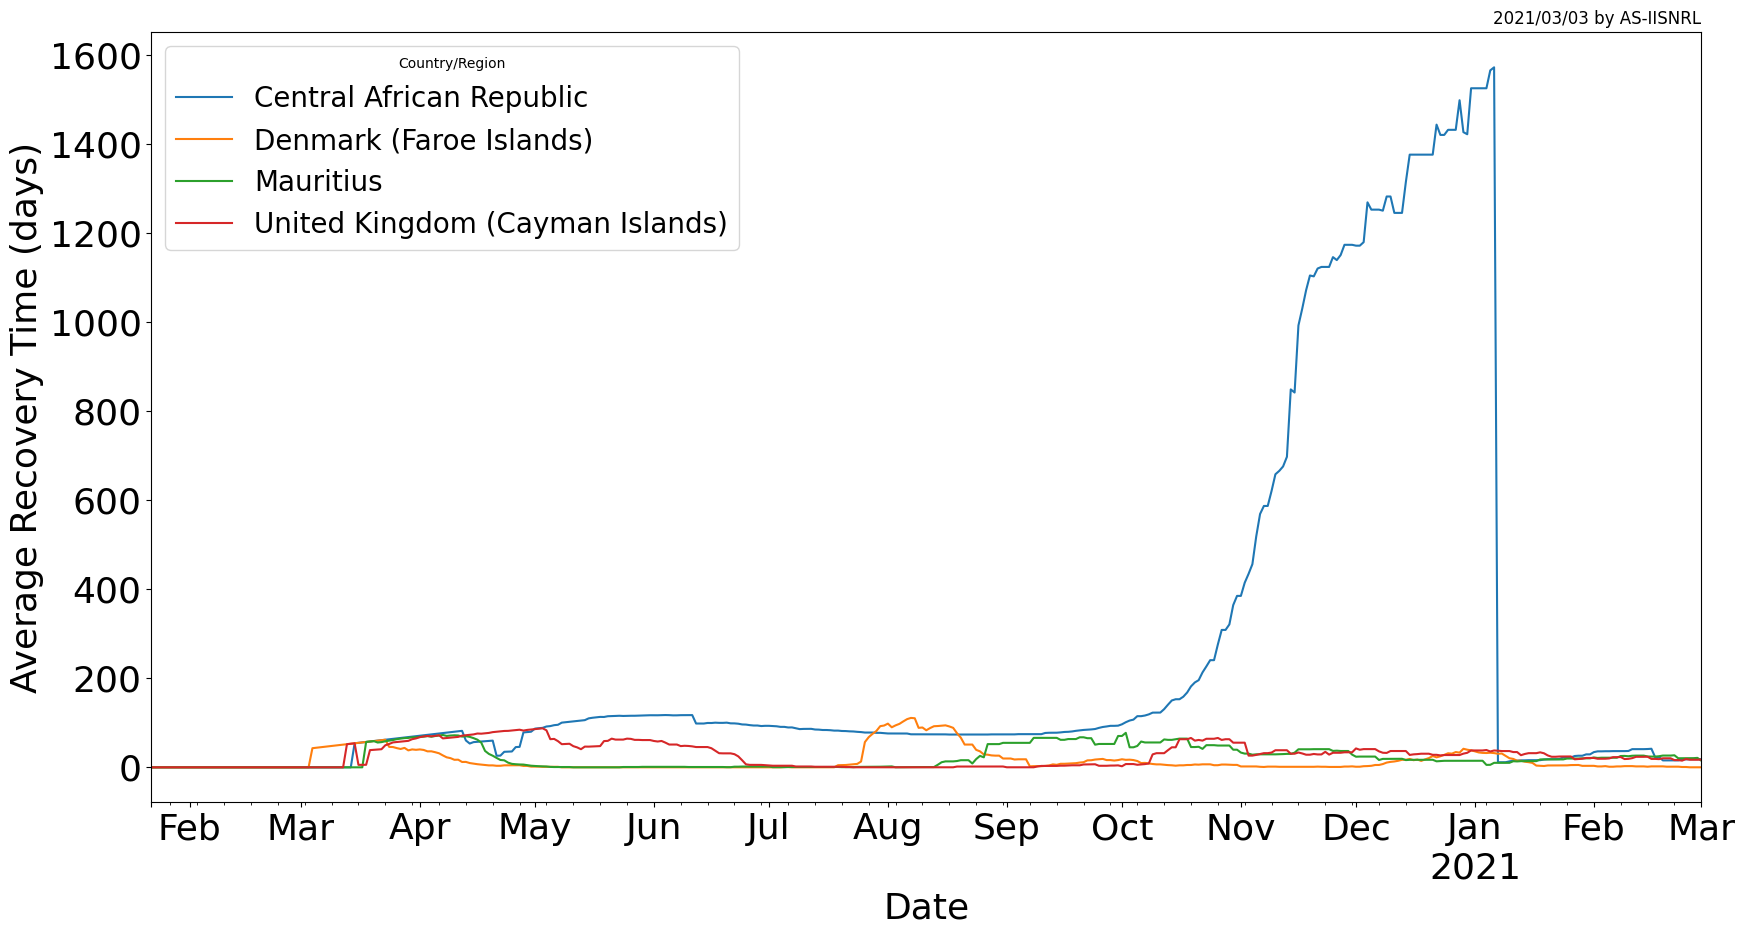 2021/03/03 by AS-IISNRL
Country/Region
Central African Republic
Denmark (Faroe Islands)
Mauritius
United Kingdom (Cayman Islands)
Average Recovery Time (days)
1600
1400
1200
1000
800
600
400
200
0
Feb Mar Apr May Jun Jul Aug Sep Oct Nov Dec Jan Feb Mar
2021
Date